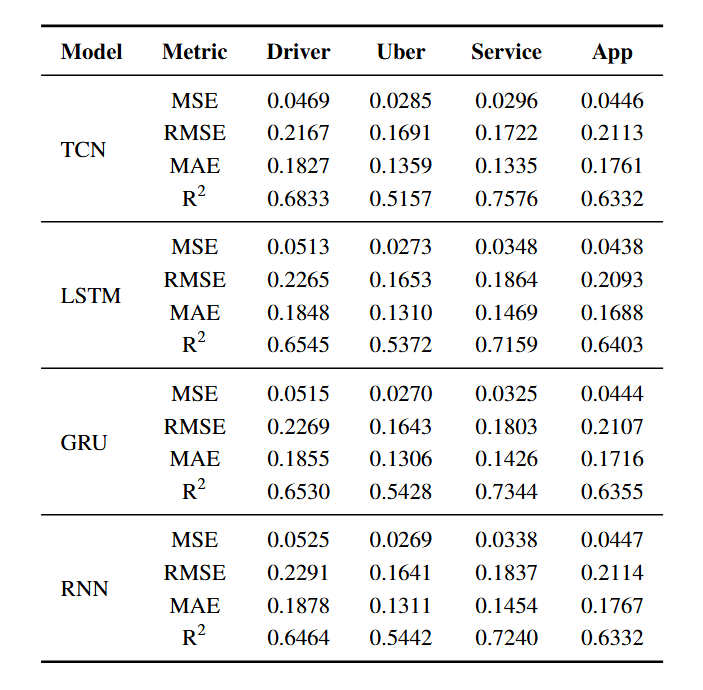 Model Metric Driver Uber Service App
MSE 0.0469 0.0285 0.0296 0.0446
RMSE 0.2167 0.1691 0.1722 0.2113
TCN
MAE 0.1827 0.1359 0.1335 0.1761
R² 0.6833 0.5157 0.7576 0.6332
MSE 0.0513 0.0273 0.0348 0.0438
RMSE 0.2265 0.1653 0.1864 0.2093
LSTM
MAE 0.1848 0.1310 0.1469 0.1688
R² 0.6545 0.5372 0.7159 0.6403
MSE 0.0515 0.0270 0.0325 0.0444
RMSE 0.2269 0.1643 0.1803 0.2107
GRU
MAE 0.1855 0.1306 0.1426 0.1716
R² 0.6530 0.5428 0.7344 0.6355
MSE 0.0525 0.0269 0.0338 0.0447
RMSE 0.2291 0.1641 0.1837 0.2114
RNN
MAE 0.1878 0.1311 0.1454 0.1767
R² 0.6464 0.5442 0.7240 0.6332